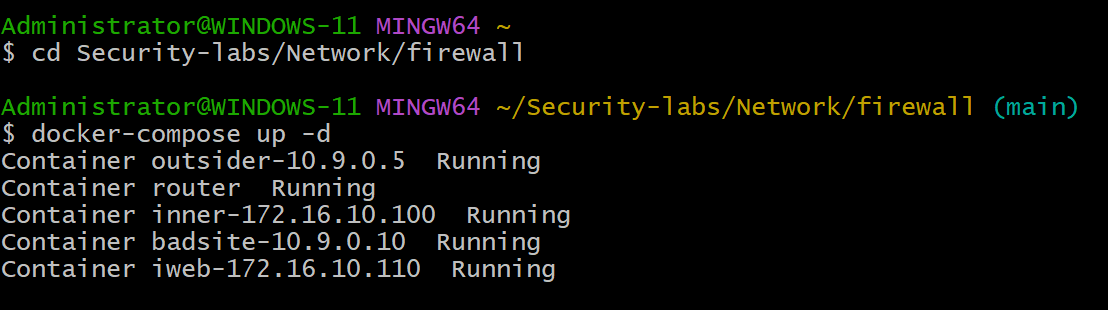 Administrator@WINDOWS-11 MINGW64 ~
$ cd Security-labs/Network/firewall
Administrator@WINDOWS-11 MINGW64 ~/Security-labs/Network/firewall (main)
$ docker-compose up -d
Container outsider-10.9.0.5  Running
Container router  Running
Container inner-172.16.10.100  Running
Container badsite-10.9.0.10  Running
Container iweb-172.16.10.110  Running